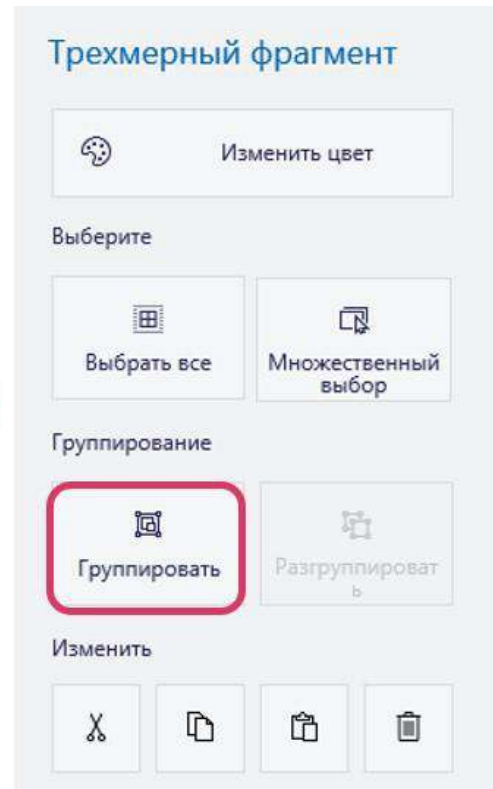 Трехмерный фрагмент
Изменить цвет
Выберите
Выбрать все
Множественный
выбор
Группирование
Группировать
Разгруппироват
ь
Изменить